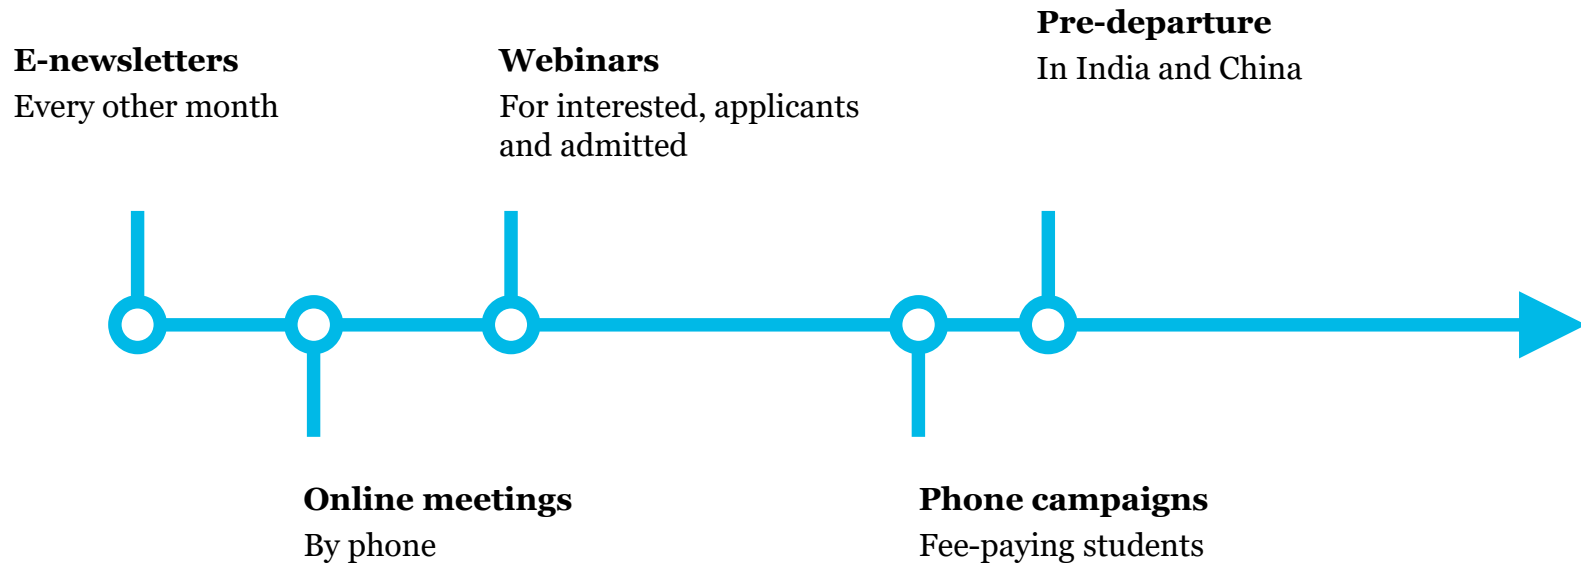 E-newsletters
Every other month
Webinars
For interested, applicants
and admitted
Pre-departure
In India and China
Online meetings
By phone
Phone campaigns
Fee-paying students